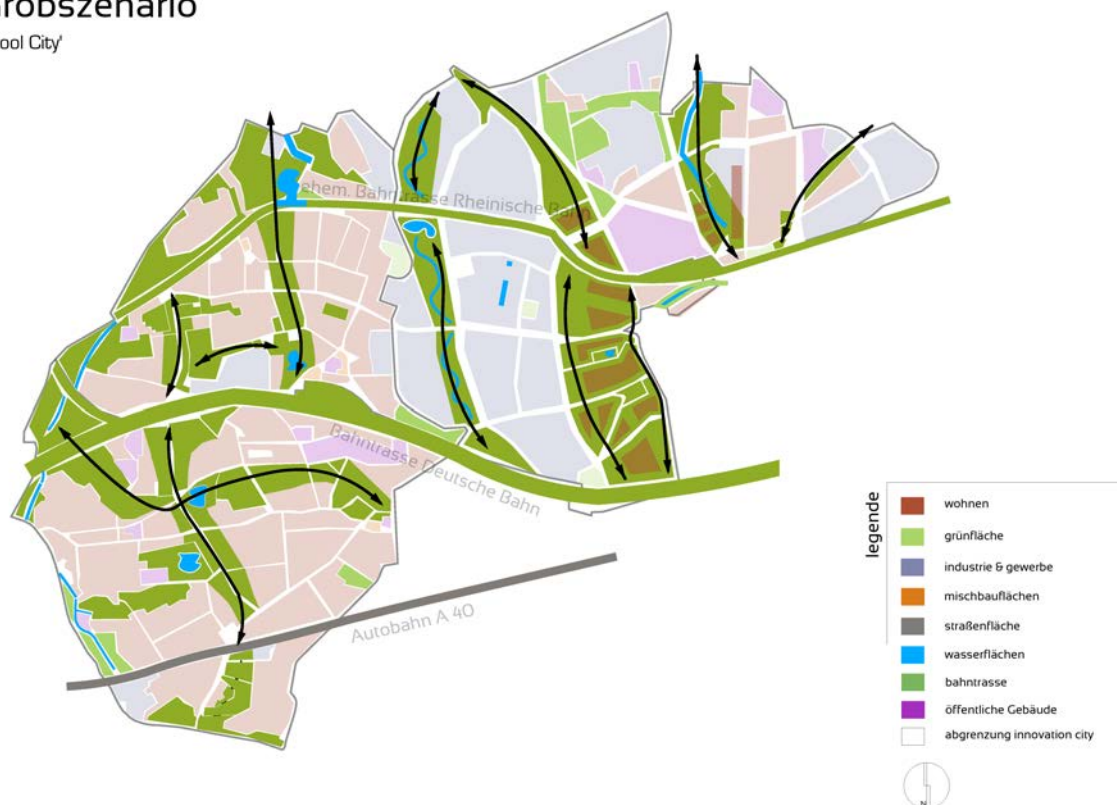 robszenario
ool City'
ehem. Bahntrasse Rheinische Bahn
Bahntrasse Deutsche Bahn
Autobahn A 40
legende
wohnen
grünfläche
industrie & gewerbe
mischbauflächen
straßenfläche
wasserflächen
bahntrasse
öffentliche Gebäude
abgrenzung innovation city
N